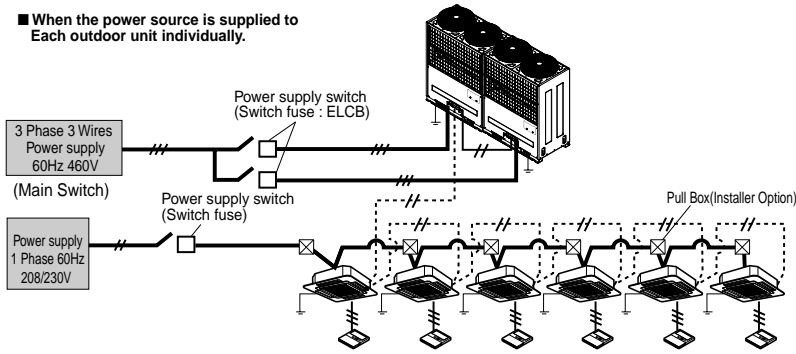 ■ When the power source is supplied to
Each outdoor unit individually.
Power supply switch
(Switch fuse : ELCB)
3 Phase 3 Wires
Power supply
60Hz 460V
(Main Switch)
Power supply switch
(Switch fuse)
Pull Box(Installer Option)
Power supply
1 Phase 60Hz
208/230V